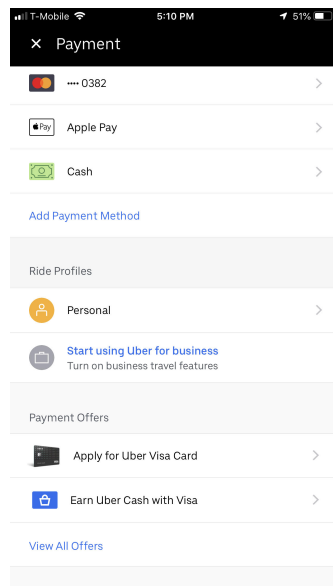 T-Mobile 5:10 PM 51%
× Payment
•••• 0382
Pay Apple Pay
Cash
Add Payment Method
Ride Profiles
Personal
Start using Uber for business
Turn on business travel features
Payment Offers
Apply for Uber Visa Card
Earn Uber Cash with Visa
View All Offers